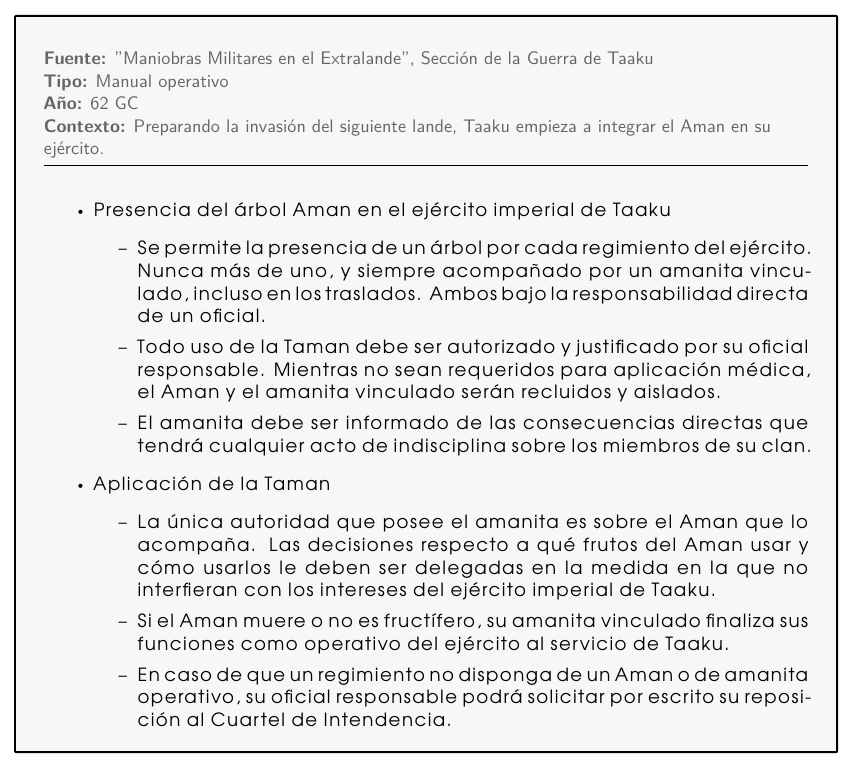 Fuente: ”Maniobras Militares en el Extralande”, Sección de la Guerra de Taaku
Tipo: Manual operativo
Año: 62 GC
Contexto: Preparando la invasión del siguiente lande, Taaku empieza a integrar el Aman en su
ejército.
• Presencia del árbol Aman en el ejército imperial de Taaku
– Se permite la presencia de un árbol por cada regimiento del ejército.
Nunca más de uno, y siempre acompañado por un amanita vincu-
lado, incluso en los traslados. Ambos bajo la responsabilidad directa
de un oficial.
– Todo uso de la Taman debe ser autorizado y justificado por su oficial
responsable. Mientras no sean requeridos para aplicación médica,
el Aman y el amanita vinculado serán recluidos y aislados.
– El amanita debe ser informado de las consecuencias directas que
tendrá cualquier acto de indisciplina sobre los miembros de su clan.
• Aplicación de la Taman
– La única autoridad que posee el amanita es sobre el Aman que lo
acompaña. Las decisiones respecto a qué frutos del Aman usar y
cómo usarlos le deben ser delegadas en la medida en la que no
interfieran con los intereses del ejército imperial de Taaku.
– Si el Aman muere o no es fructífero, su amanita vinculado finaliza sus
funciones como operativo del ejército al servicio de Taaku.
– En caso de que un regimiento no disponga de un Aman o de amanita
operativo, su oficial responsable podrá solicitar por escrito su reposi-
ción al Cuartel de Intendencia.